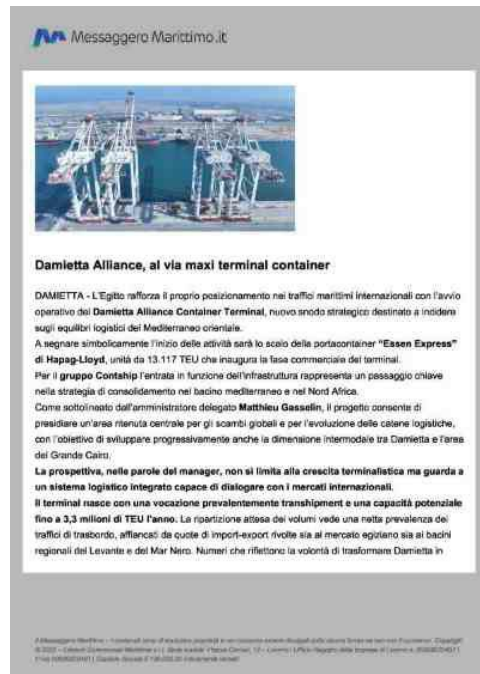 Messaggero Marittimo.it
Damietta Alliance, al via maxi terminal container
DAMIETTA - L'Egitto rafforza il proprio posizionamento nei traffici marittimi internazionali con l'avvio
operativo del Damietta Alliance Container Terminal, nuovo snodo strategico destinato a incidere
sugli equilibri logistici del Mediterraneo orientale.
A segnare simbolicamente l'inizio delle attività sarà lo scalo della portacontainer "Essen Express"
di Hapag-Lloyd, unità da 13.117 TEU che inaugura la fase commerciale del terminal.
Per il gruppo Contship l'entrata in funzione dell'infrastruttura rappresenta un passaggio chiave
nella strategia di consolidamento nel bacino mediterraneo e nel Nord Africa.
Come sottolineato dall'amministratore delegato Matthieu Gasselin, il progetto consente di
presidiare un'area ritenuta centrale per gli scambi globali e per l'evoluzione delle catene logistiche,
con l'obiettivo di sviluppare progressivamente anche la dimensione intermodale tra Damietta e l'area
del Grande Cairo.
La prospettiva, nelle parole del manager, non si limita alla crescita terminalistica ma guarda a
un sistema logistico integrato capace di dialogare con i mercati internazionali.
Il terminal nasce con una vocazione prevalentemente transhipment e una capacità potenziale
fino a 3,3 milioni di TEU l'anno. La ripartizione attesa dei volumi vede una netta prevalenza dei
traffici di trasbordo, affiancati da quote di import-export rivolte sia al mercato egiziano sia ai bacini
regionali del Levante e del Mar Nero. Numeri che riflettono la volontà di trasformare Damietta in